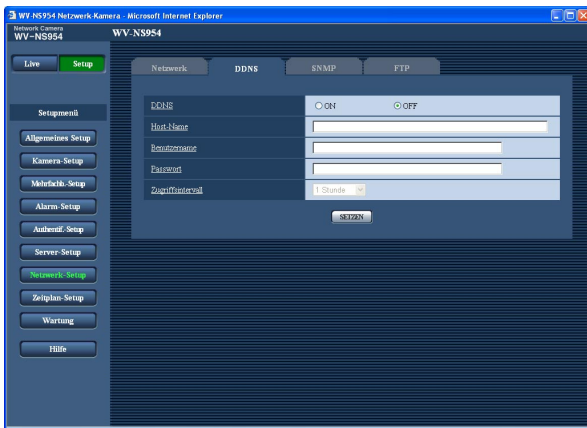 WV-NS954 Netzwerk-Kamera - Microsoft Internet Explorer
Network Camera
WV-NS954
WV-NS954
Live
Setup
Netzwerk
DDNS
SNMP
FTP
Setupmenü
Allgemeines Setup
Kamera-Setup
Mehrfachb.-Setup
Alarm-Setup
Authentif.-Setup
Server-Setup
Netzwerk-Setup
Zeitplan-Setup
Wartung
Hilfe
DDNS
ON
OFF
Host-Name
Benutzername
Passwort
Zugriffsintervall
1 Stunde
SETZEN